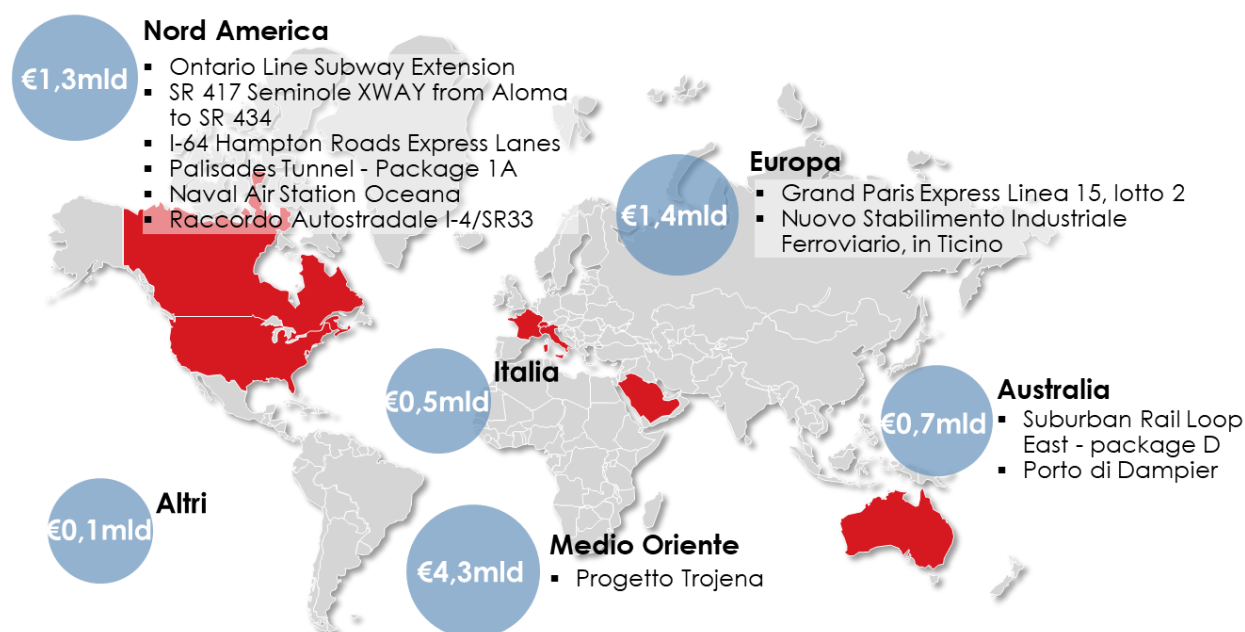 Nord America
€1,3mld
▪ Ontario Line Subway Extension
▪ SR 417 Seminole XWAY from Aloma
to SR 434
▪ I-64 Hampton Roads Express Lanes
▪ Palisades Tunnel - Package 1A
▪ Naval Air Station Oceana
▪ Raccordo Autostradale I-4/SR33
Europa
€1,4mld
▪ Grand Paris Express Linea 15, lotto 2
▪ Nuovo Stabilimento Industriale
Ferroviario, in Ticino
Italia
€0,5mld
Australia
€0,7mld
▪ Suburban Rail Loop
East - package D
▪ Porto di Dampier
Altri
€0,1mld
Medio Oriente
€4,3mld
▪ Progetto Trojena